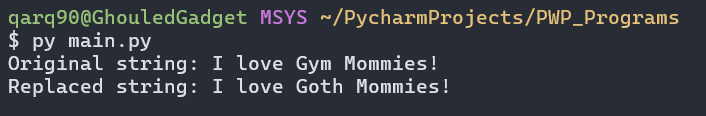 qarq90@GhouledGadget MSYS ~/PycharmProjects/PWP_Programs
$ py main.py
Original string: I love Gym Mommies!
Replaced string: I love Goth Mommies!